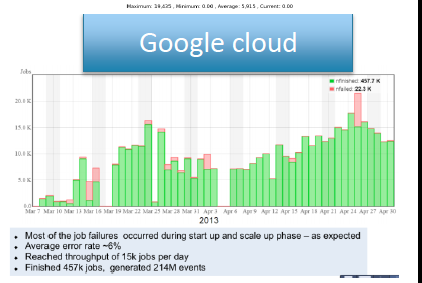 Maximum: 19,435 , Minimum: 0.00 , Average: 5,915 , Current: 0.00
Google cloud
Jobs
nfinished: 457.7 K
nfailed: 22.3 K
20.0 K
15.0 K
10.0 K
5.0 K
0.0
Mar 7 Mar 10 Mar 13 Mar 16 Mar 19 Mar 22 Mar 25 Mar 28 Mar 31 Apr 3 Apr 6 Apr 9 Apr 12 Apr 15 Apr 18 Apr 21 Apr 24 Apr 27 Apr 30
2013
• Most of the job failures occurred during start up and scale up phase – as expected
• Average error rate ~6%
• Reached throughput of 15k jobs per day
• Finished 457k jobs, generated 214M events